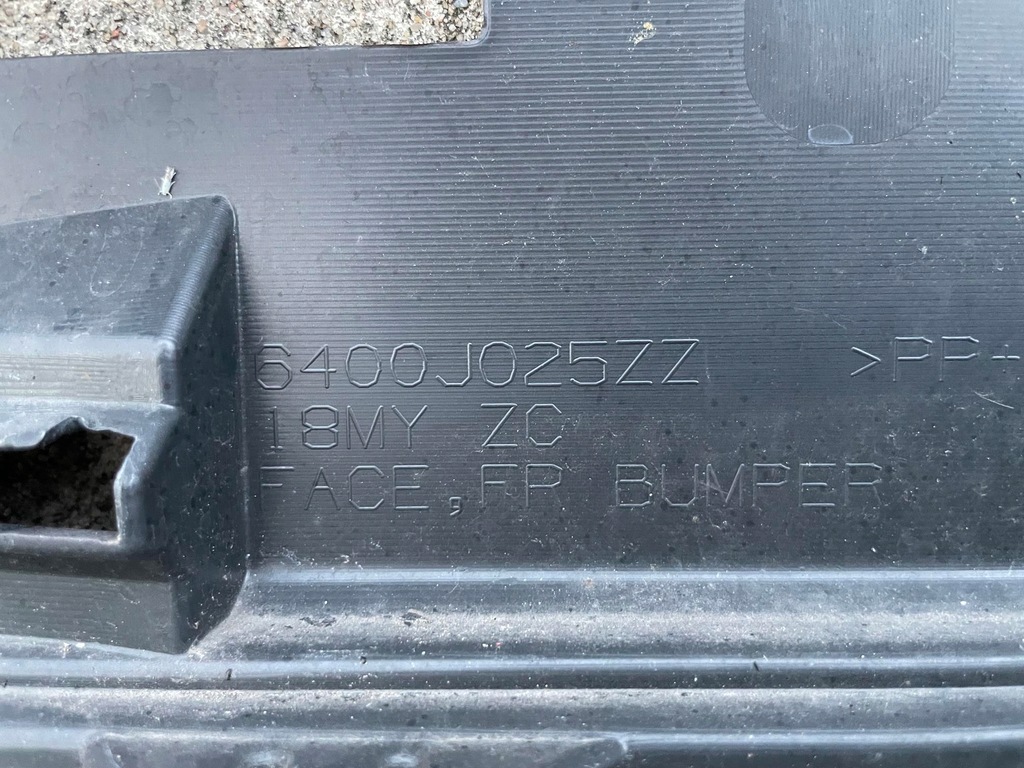 6400J025ZZ >PP+
18MY ZC
FACE,FR BUMPER